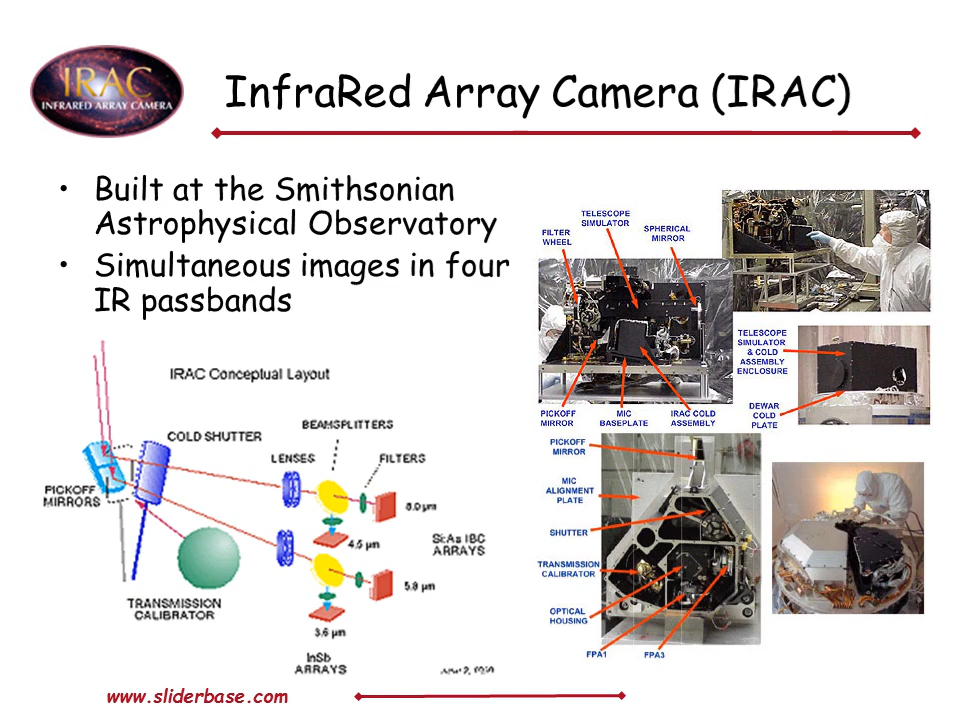 IRAC
INFRARED ARRAY CAMERA
InfraRed Array Camera (IRAC)
• Built at the Smithsonian
Astrophysical Observatory
• Simultaneous images in four
IR passbands
IRAC Conceptual Layout
BEAMSPLITTERS
COLD SHUTTER
LENSES
FILTERS
PICKOFF
MIRRORS
8.0 µm
4.5 µm
Si:As IBC
ARRAYS
5.8 µm
TRANSMISSION
CALIBRATOR
3.6 µm
InSb
ARRAYS
TELESCOPE
SIMULATOR
FILTER
WHEEL
SPHERICAL
MIRROR
TELESCOPE
SIMULATOR
& COLD
ASSEMBLY
ENCLOSURE
DEWAR
COLD
PLATE
PICKOFF
MIRROR
MIC
BASEPLATE
IRAC COLD
ASSEMBLY
PICKOFF
MIRROR
MIC
ALIGNMENT
PLATE
SHUTTER
TRANSMISSION
CALIBRATOR
OPTICAL
HOUSING
FPA1
FPA3
www.sliderbase.com